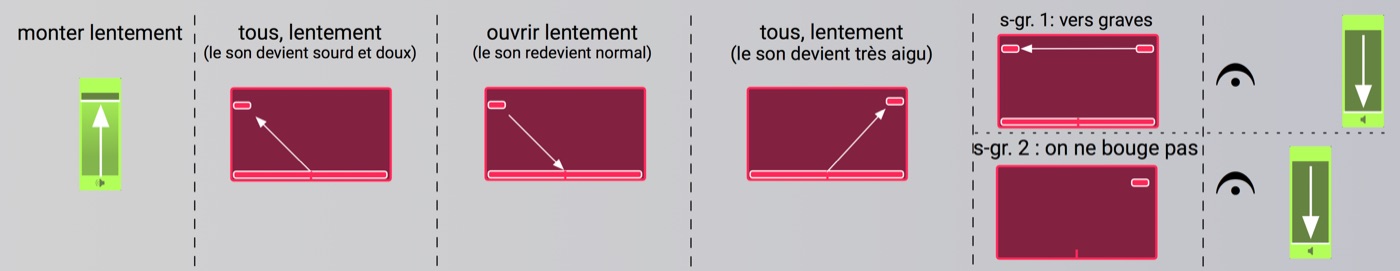 monter lentement
tous, lentement
(le son devient sourd et doux)
ouvrir lentement
(le son redevient normal)
tous, lentement
(le son devient très aigu)
s-gr. 1: vers graves
s-gr. 2 : on ne bouge pas